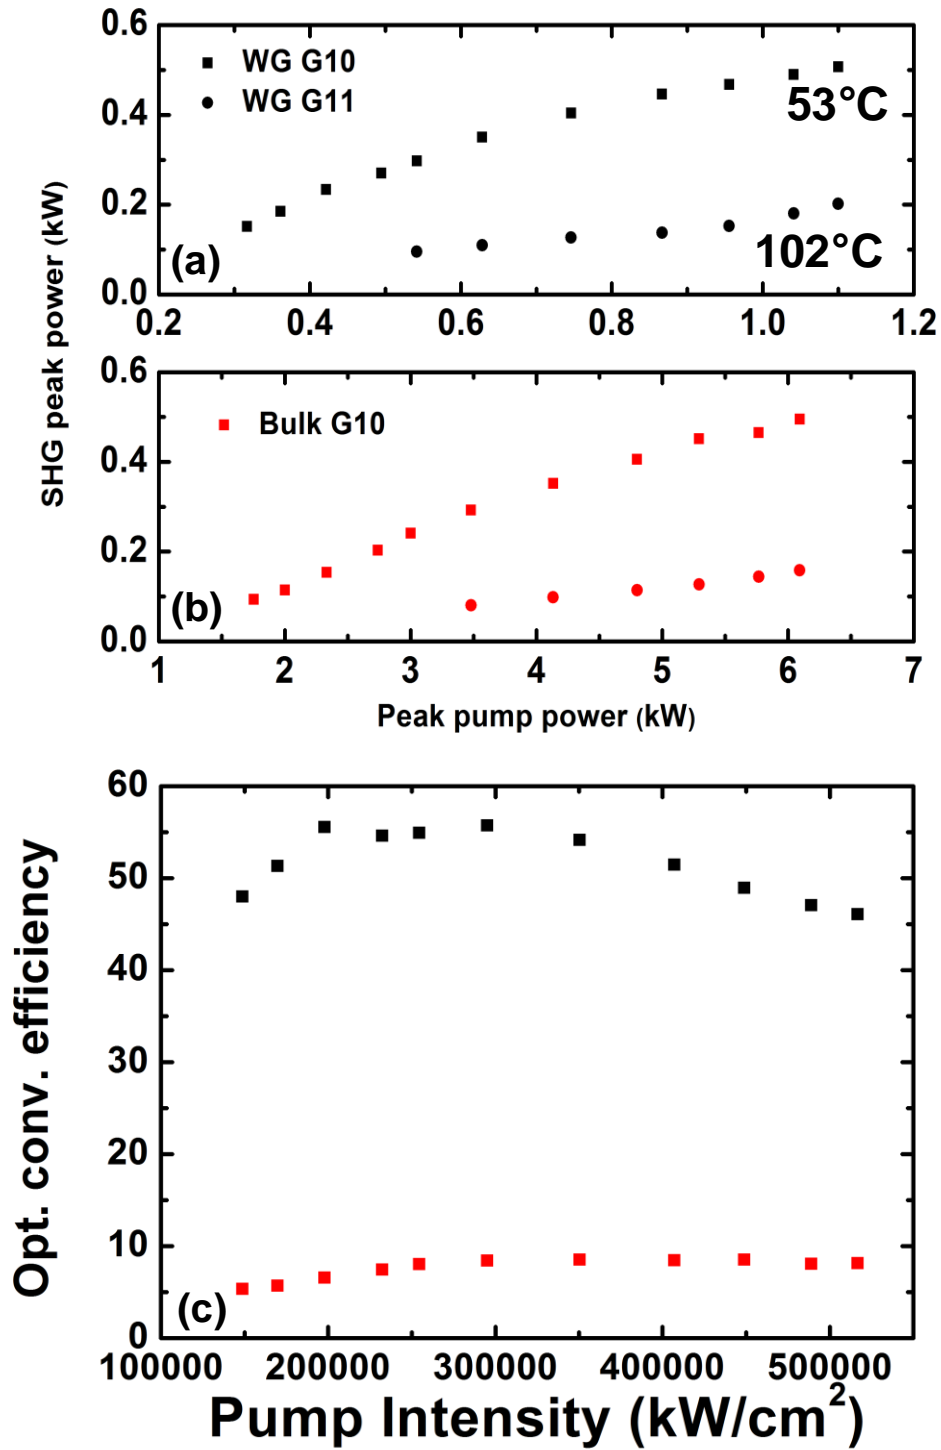 0.6
WG G10
WG G11
53°C
0.4
0.2
102°C
(a)
0.0
0.2 0.4 0.6 0.8 1.0 1.2
SHG peak power (kW)
0.6
Bulk G10
0.4
0.2
(b)
0.0
1 2 3 4 5 6 7
Peak pump power (kW)
60
50
40
30
20
10
0
Opt. conv. efficiency
(c)
100000 200000 300000 400000 500000
Pump Intensity (kW/cm²)